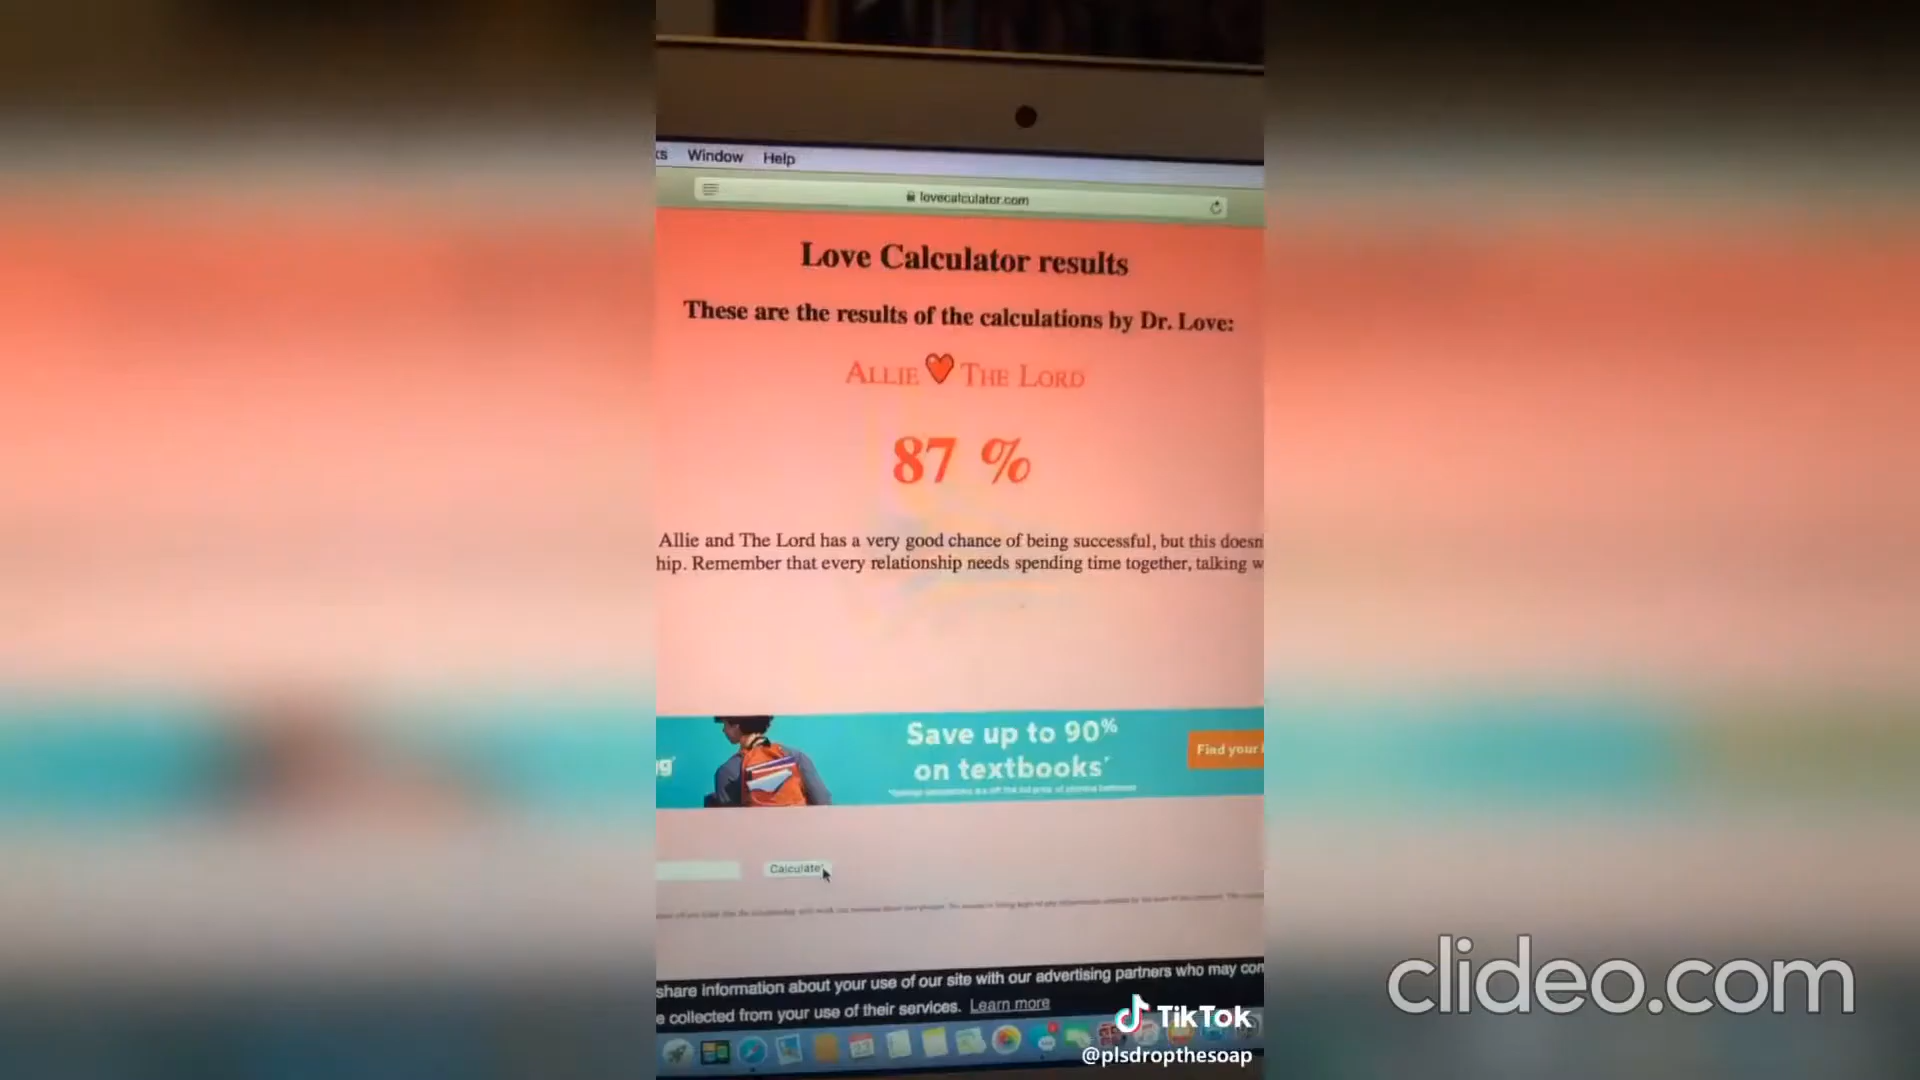 ks Window Help
lovecalculator.com
Love Calculator results
These are the results of the calculations by Dr. Love:
ALLIE THE LORD
87 %
Allie and The Lord has a very good chance of being successful, but this doesn
hip. Remember that every relationship needs spending time together, talking w
g
Save up to 90%
on textbooks*
Find your
Calculate
share information about your use of our site with our advertising partners who may com
e collected from your use of their services. Learn more
23
TikTok
@plsdropthesoap
clideo.com